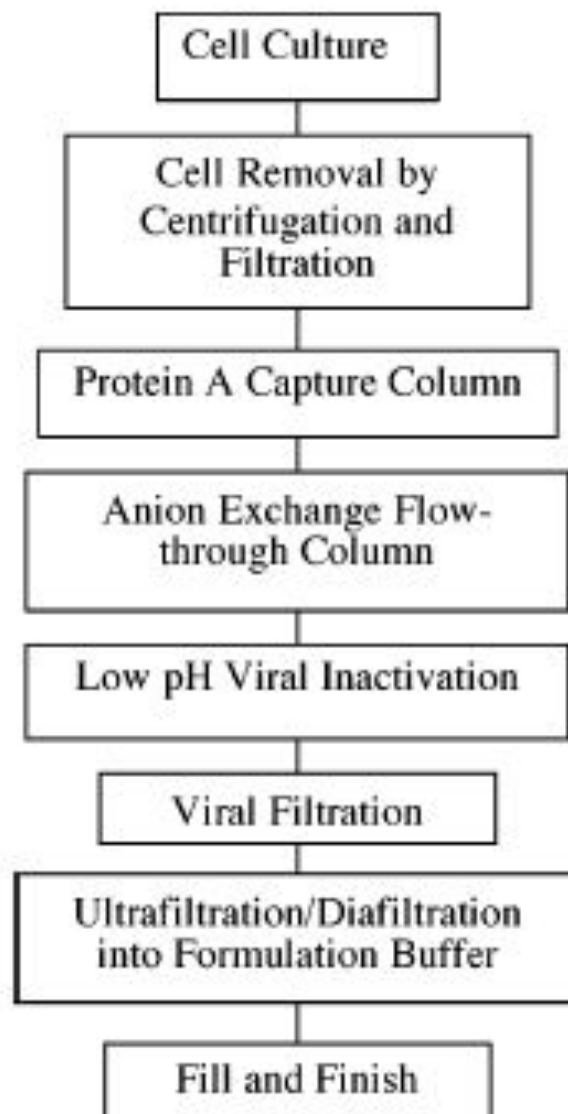 Cell Culture
Cell Removal by
Centrifugation and
Filtration
Protein A Capture Column
Anion Exchange Flow-
through Column
Low pH Viral Inactivation
Viral Filtration
Ultrafiltration/Diafiltration
into Formulation Buffer
Fill and Finish